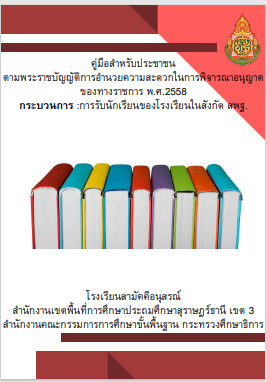 คู่มือสำหรับประชาชน
ตามพระราชบัญญัติการอำนวยความสะดวกในการพิจารณาอนุญาต
ของทางราชการ พ.ศ.2558
กระบวนการ :การรับนักเรียนของโรงเรียนในสังกัด สพฐ.
โรงเรียนสามัคคีอนุสรณ์
สำนักงานเขตพื้นที่การศึกษาประถมศึกษาสุราษฎร์ธานี เขต 3
สำนักงานคณะกรรมการการศึกษาขั้นพื้นฐาน กระทรวงศึกษาธิการ